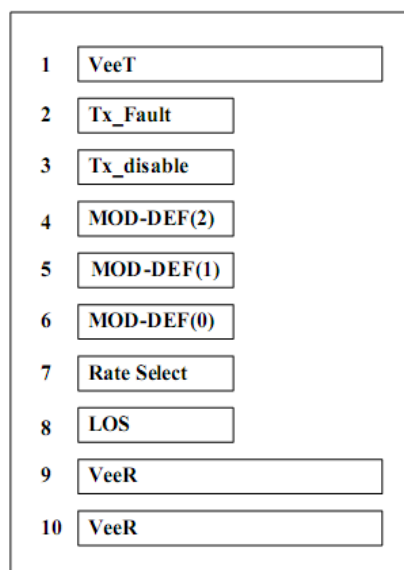 1 VeeT
2 Tx_Fault
3 Tx_disable
4 MOD-DEF(2)
5 MOD-DEF(1)
6 MOD-DEF(0)
7 Rate Select
8 LOS
9 VeeR
10 VeeR